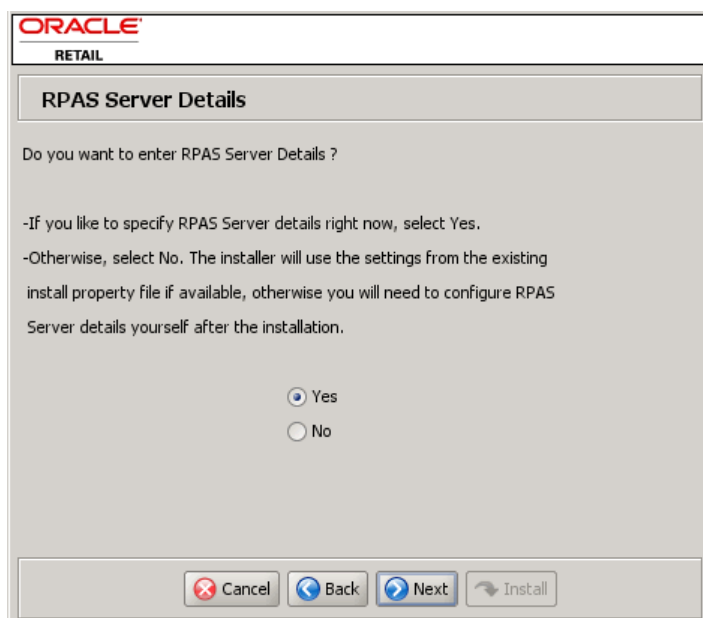 ORACLE
RETAIL
RPAS Server Details
Do you want to enter RPAS Server Details ?
-If you like to specify RPAS Server details right now, select Yes.
-Otherwise, select No. The installer will use the settings from the existing
install property file if available, otherwise you will need to configure RPAS
Server details yourself after the installation.
Yes
No
Cancel Back Next Install